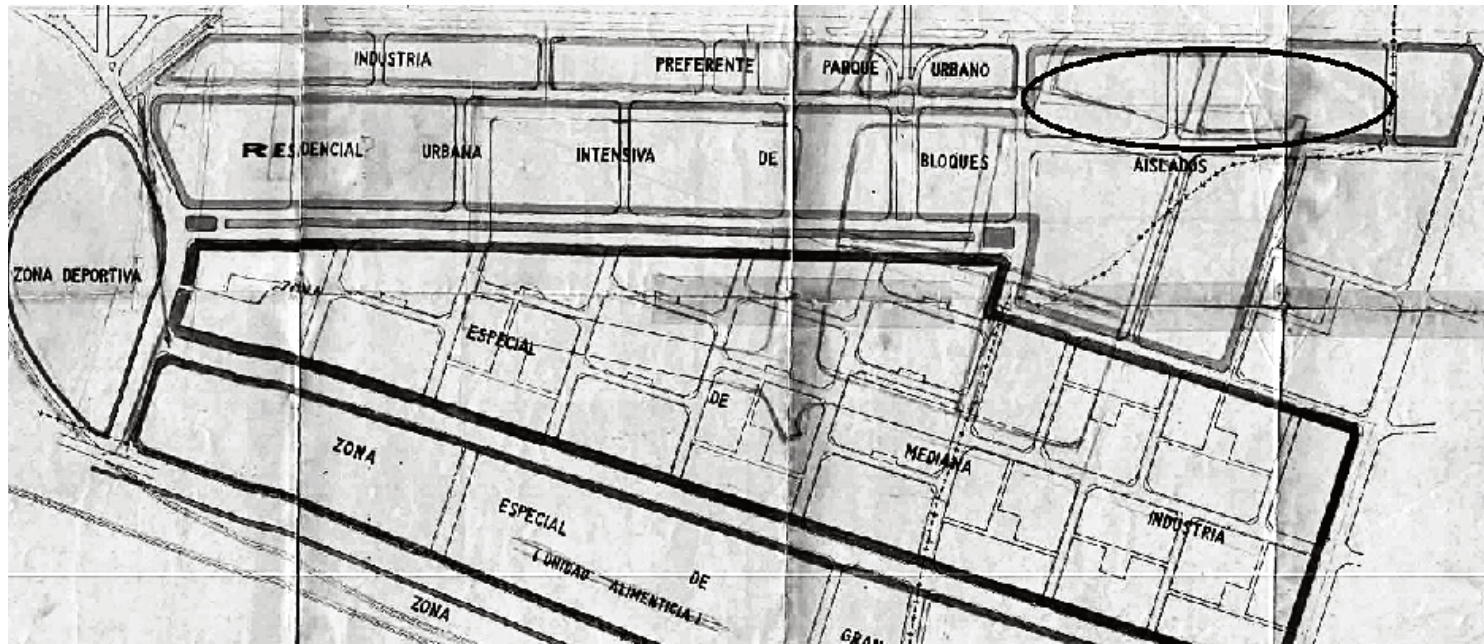 INDUSTRIA PREFERENTE PARQUE URBANO
RESIDENCIAL URBANA INTENSIVA DE BLOQUES AISLADOS
ZONA DEPORTIVA
ZONA
ESPECIAL
DE
MEDIANA
INDUSTRIA
ZONA
ESPECIAL
DE
( UNIDAD ALIMENTICIA )
ZONA
GRAN